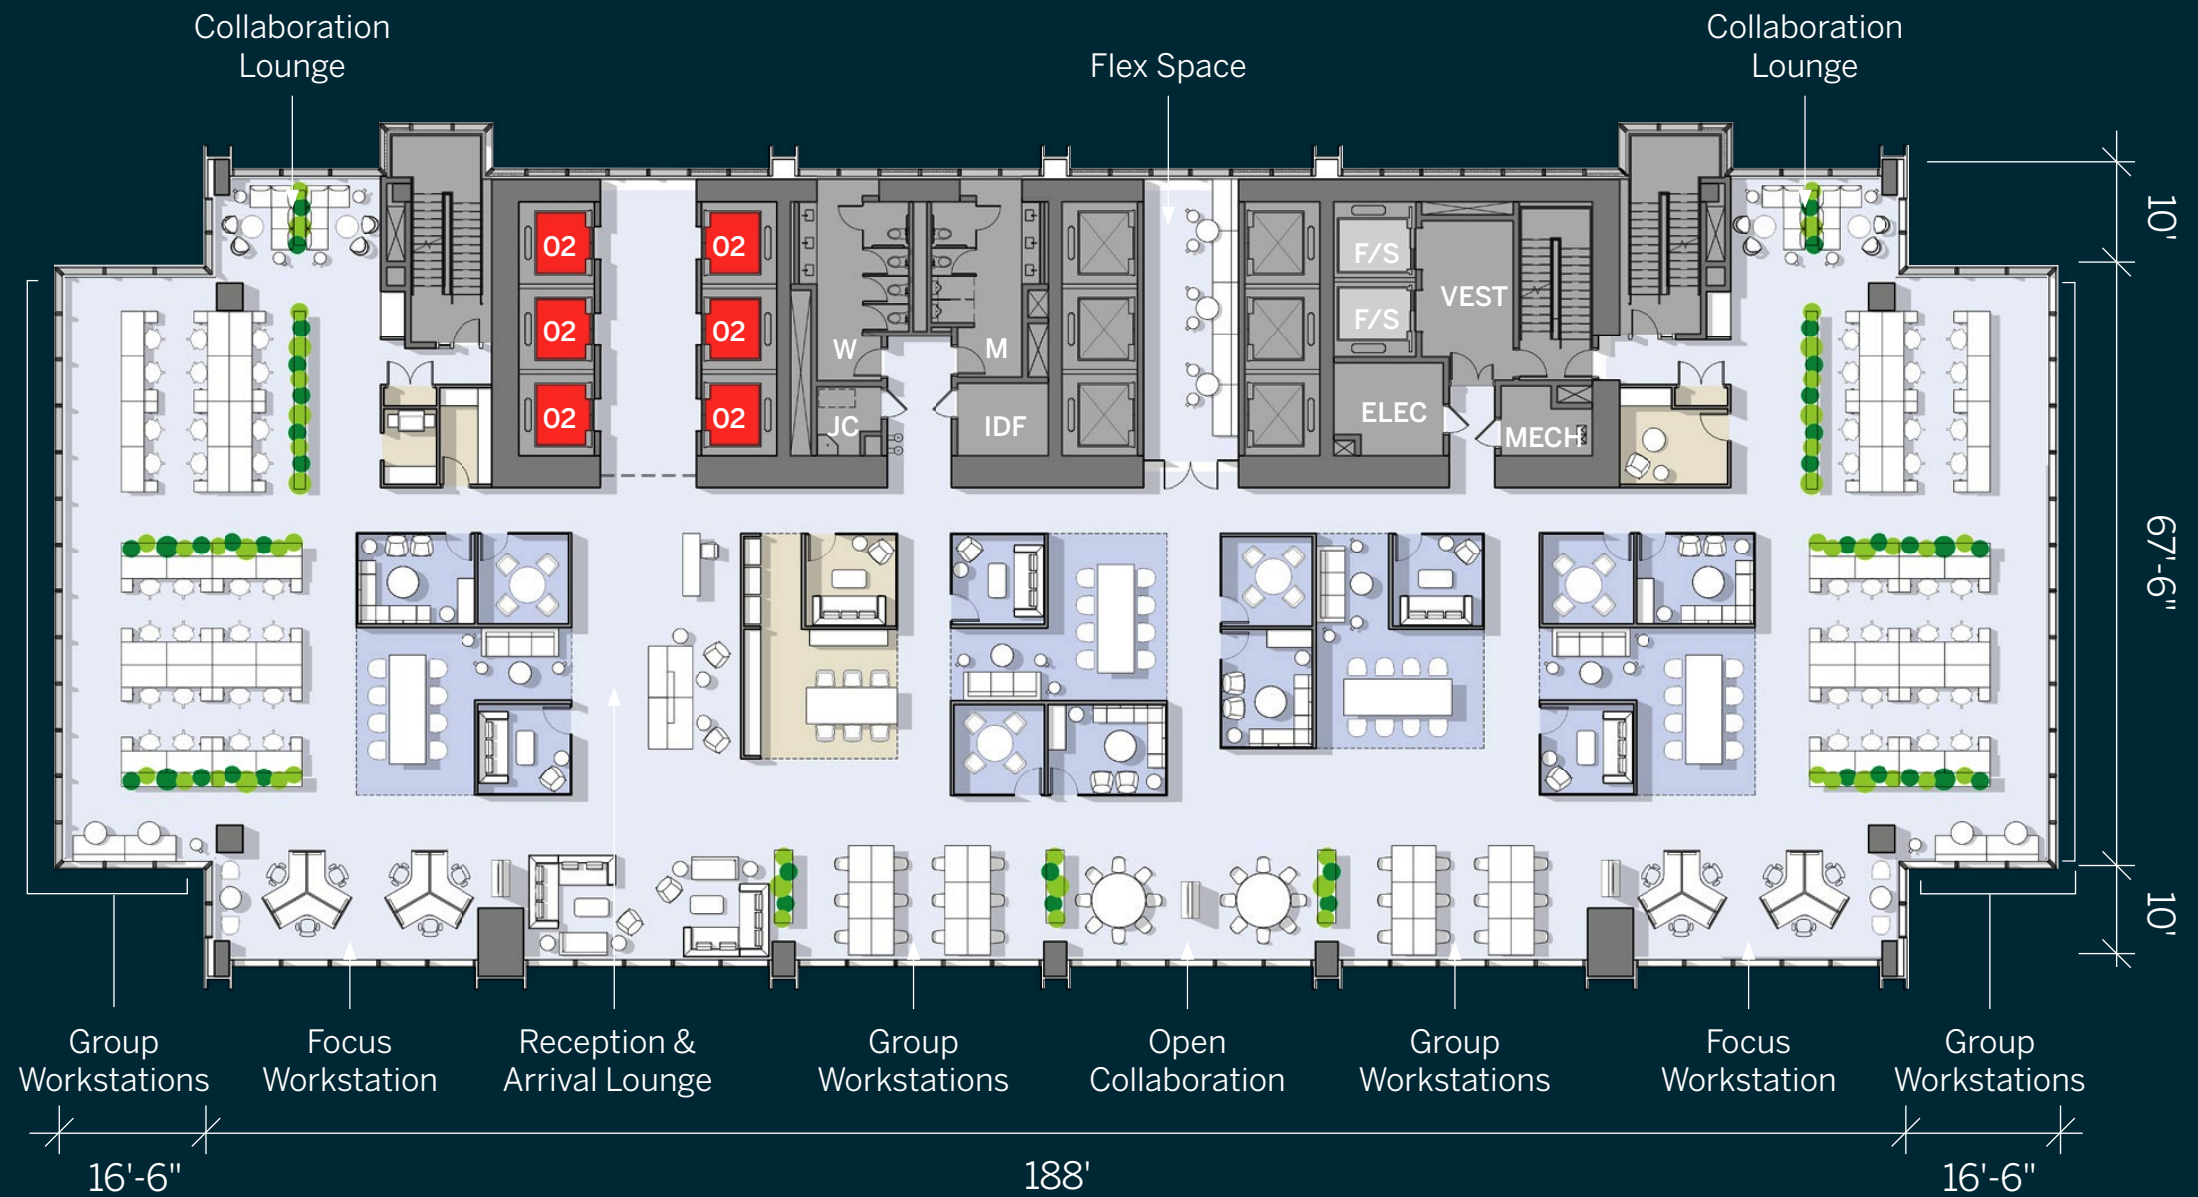 Collaboration
Lounge
Flex Space
Collaboration
Lounge
10'
02
02
F/S
VEST
02
02
F/S
W
M
02
02
JC
IDF
ELEC
MECH
67'-6"
10'
Group
Workstations
Focus
Workstation
Reception &
Arrival Lounge
Group
Workstations
Open
Collaboration
Group
Workstations
Focus
Workstation
Group
Workstations
16'-6"
188'
16'-6"